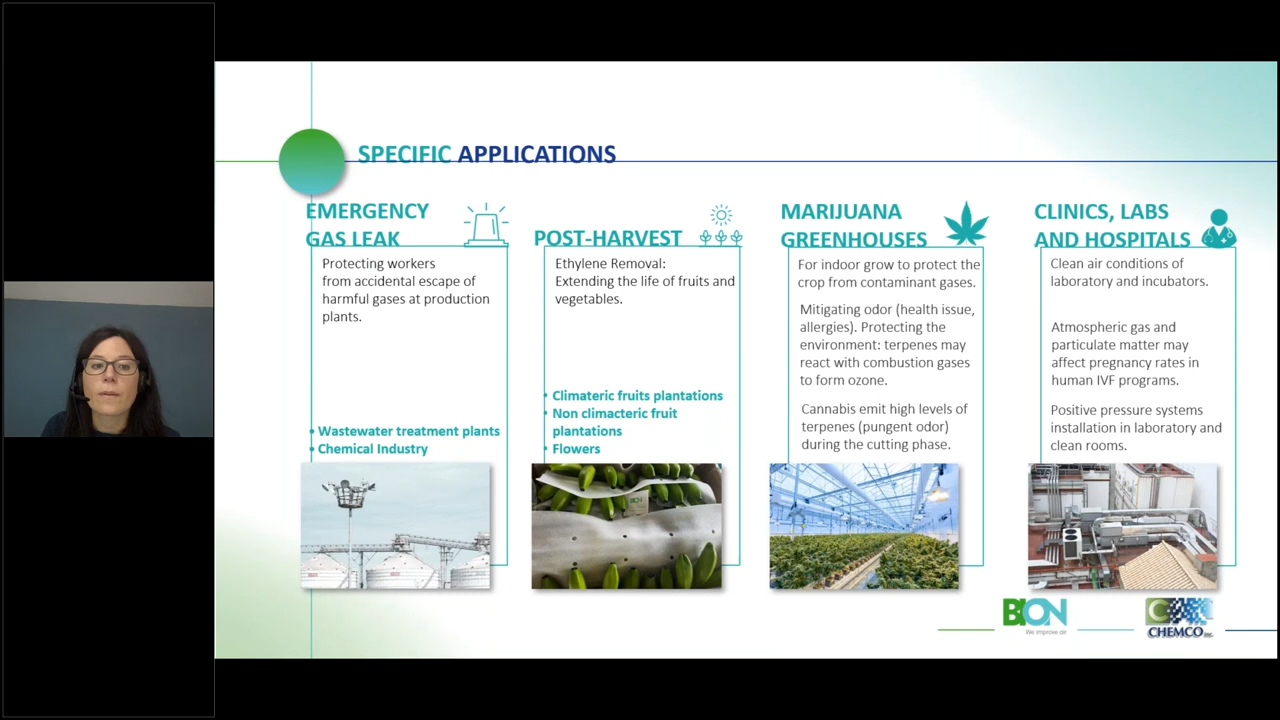 SPECIFIC APPLICATIONS
EMERGENCY
GAS LEAK
Protecting workers
from accidental escape of
harmful gases at production
plants.
• Wastewater treatment plants
• Chemical Industry
POST-HARVEST
Ethylene Removal:
Extending the life of fruits and
vegetables.
• Climateric fruits plantations
• Non climacteric fruit
plantations
• Flowers
BION
MARIJUANA
GREENHOUSES
For indoor grow to protect the
crop from contaminant gases.
Mitigating odor (health issue,
allergies). Protecting the
environment: terpenes may
react with combustion gases
to form ozone.
Cannabis emit high levels of
terpenes (pungent odor)
during the cutting phase.
CLINICS, LABS
AND HOSPITALS
Clean air conditions of
laboratory and incubators.
Atmospheric gas and
particulate matter may
affect pregnancy rates in
human IVF programs.
Positive pressure systems
installation in laboratory and
clean rooms.
BION
We improve air
CHEMCO Inc.